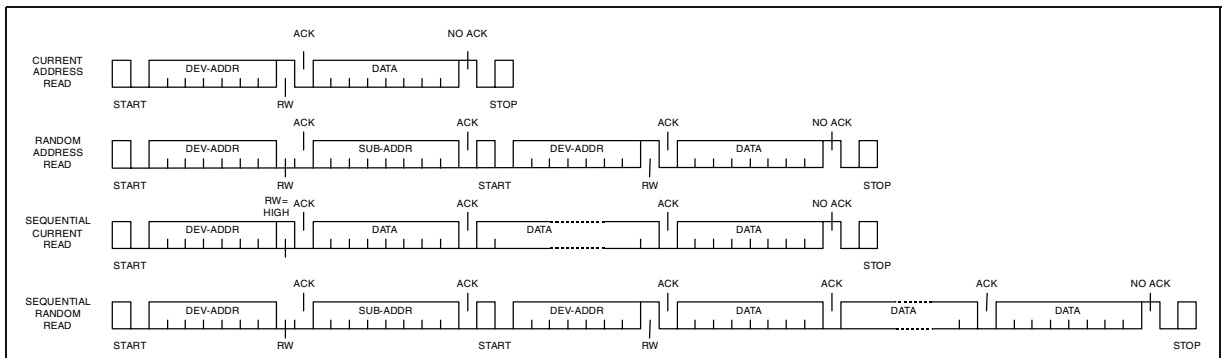 CURRENT
ADDRESS
READ
ACK NO ACK
DEV-ADDR DATA
START RW STOP
RANDOM
ADDRESS
READ
ACK ACK ACK NO ACK
DEV-ADDR SUB-ADDR DEV-ADDR DATA
START RW START RW STOP
SEQUENTIAL
CURRENT
READ
RW=
HIGH
ACK ACK ACK NO ACK
DEV-ADDR DATA DATA DATA
START STOP
SEQUENTIAL
RANDOM
READ
ACK ACK ACK ACK ACK NO ACK
DEV-ADDR SUB-ADDR DEV-ADDR DATA DATA DATA
START RW START RW STOP